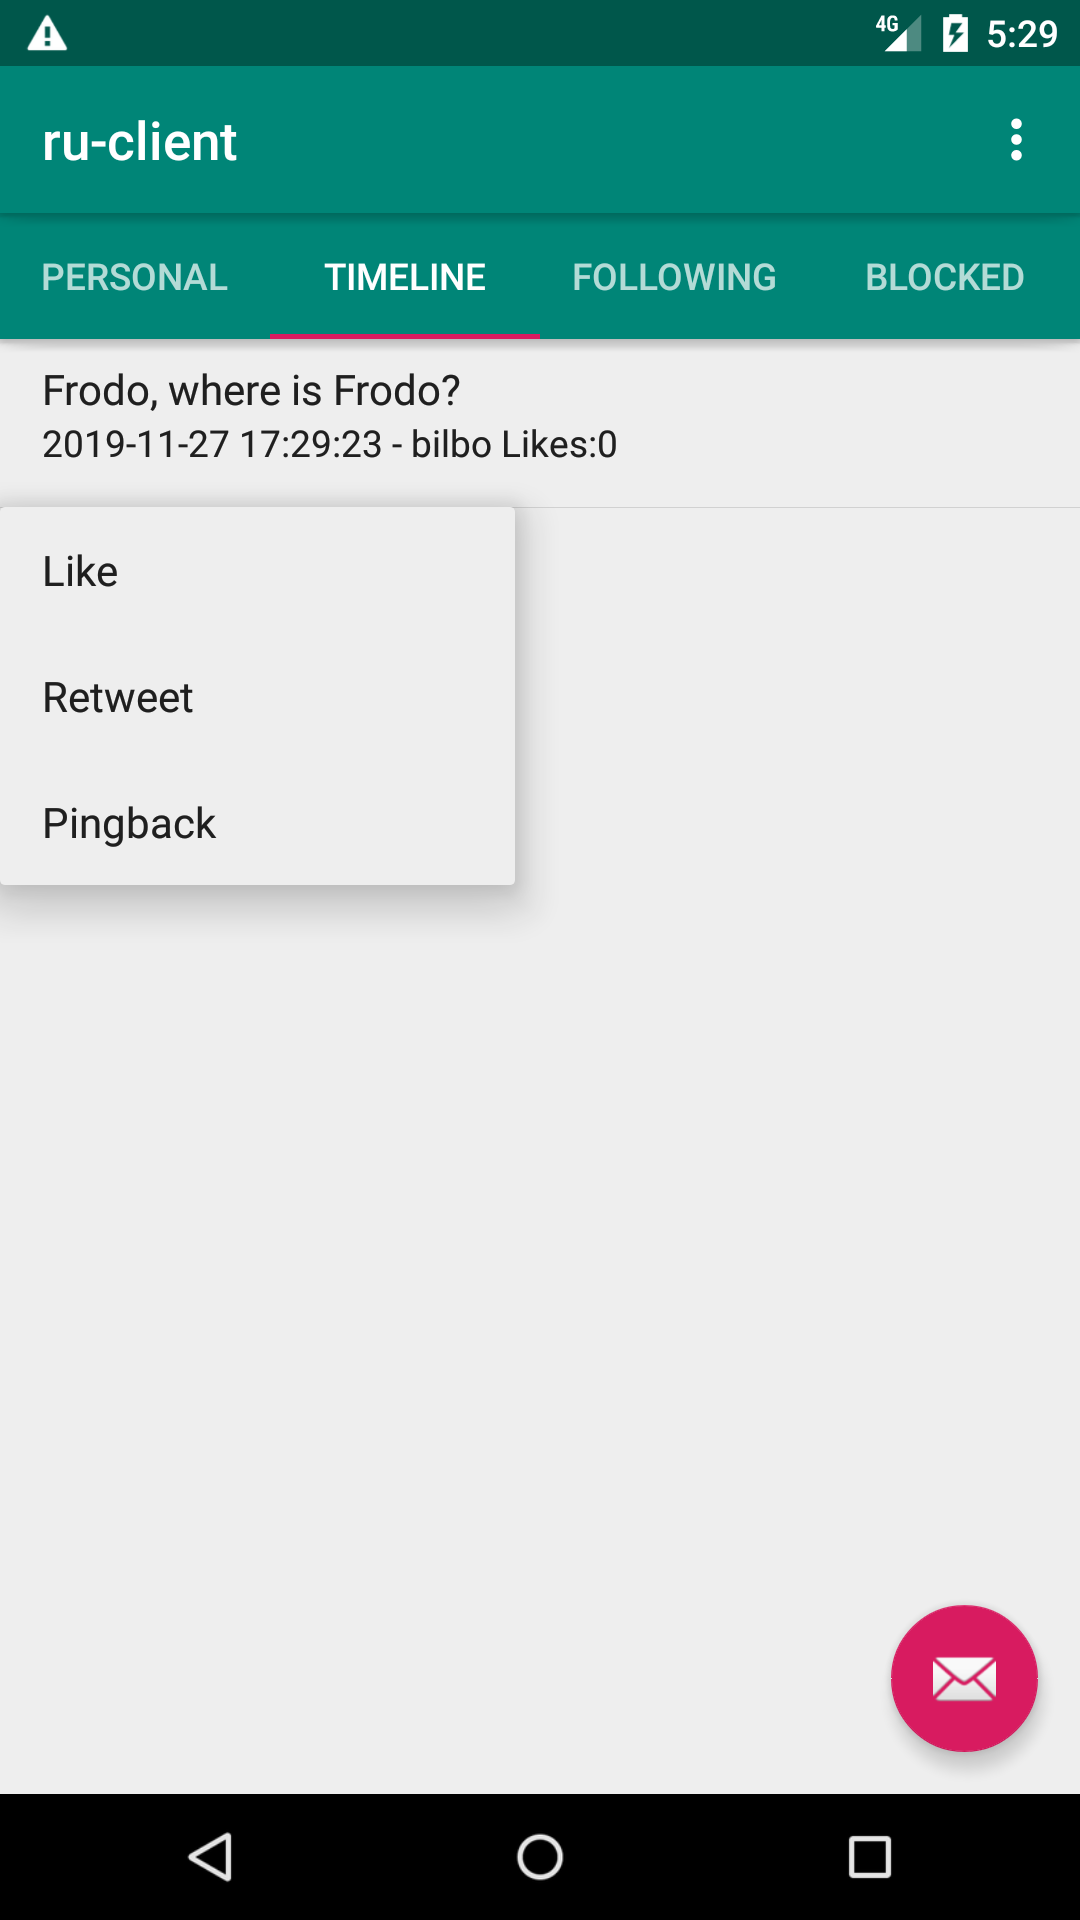 4G 5:29
ru-client
PERSONAL TIMELINE FOLLOWING BLOCKED
Frodo, where is Frodo?
2019-11-27 17:29:23 - bilbo Likes:0
Like
Retweet
Pingback